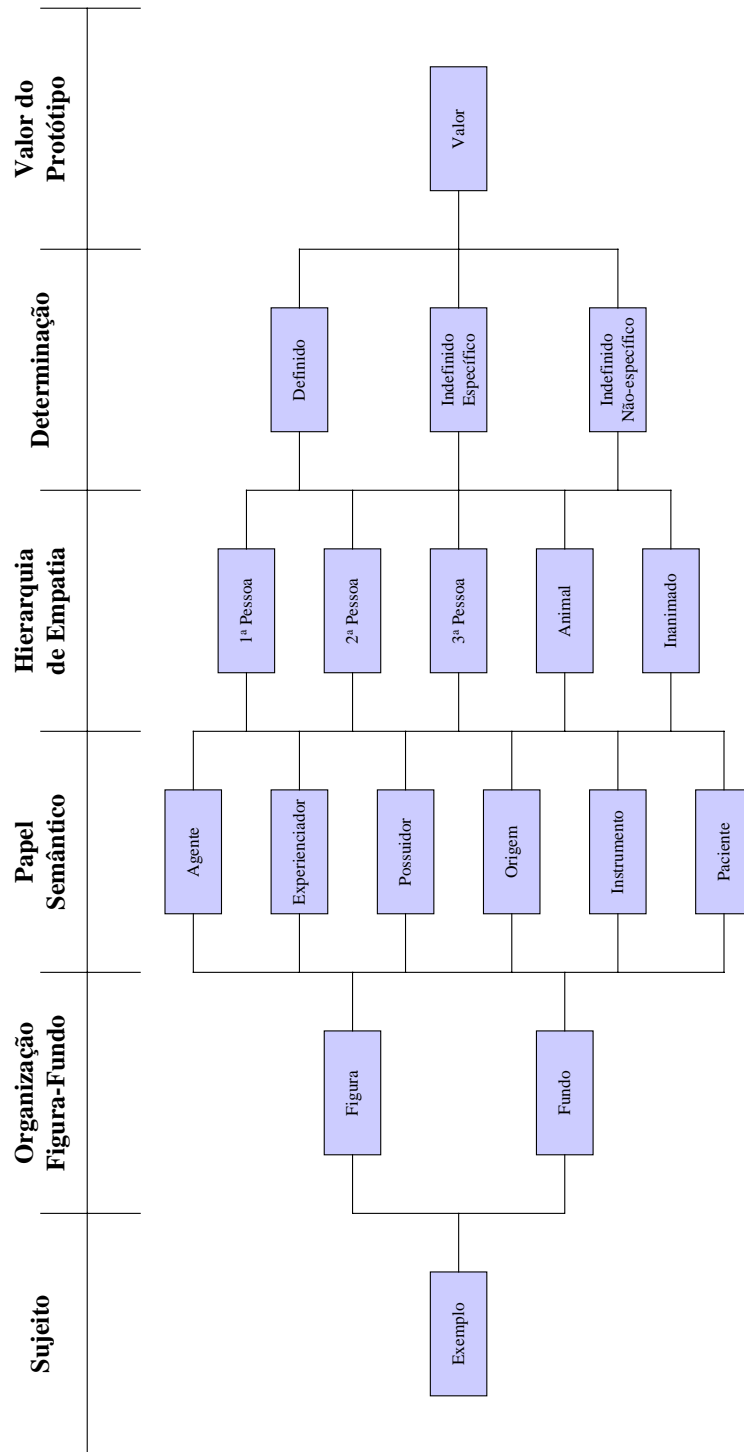 Sujeito
Organização
Figura-Fundo
Papel
Semântico
Hierarquia
de Empatia
Determinação
Valor do
Protótipo
Exemplo
Figura
Fundo
Agente
Experienciador
Possuidor
Origem
Instrumento
Paciente
1ª Pessoa
2ª Pessoa
3ª Pessoa
Animal
Inanimado
Definido
Indefinido
Específico
Indefinido
Não-específico
Valor